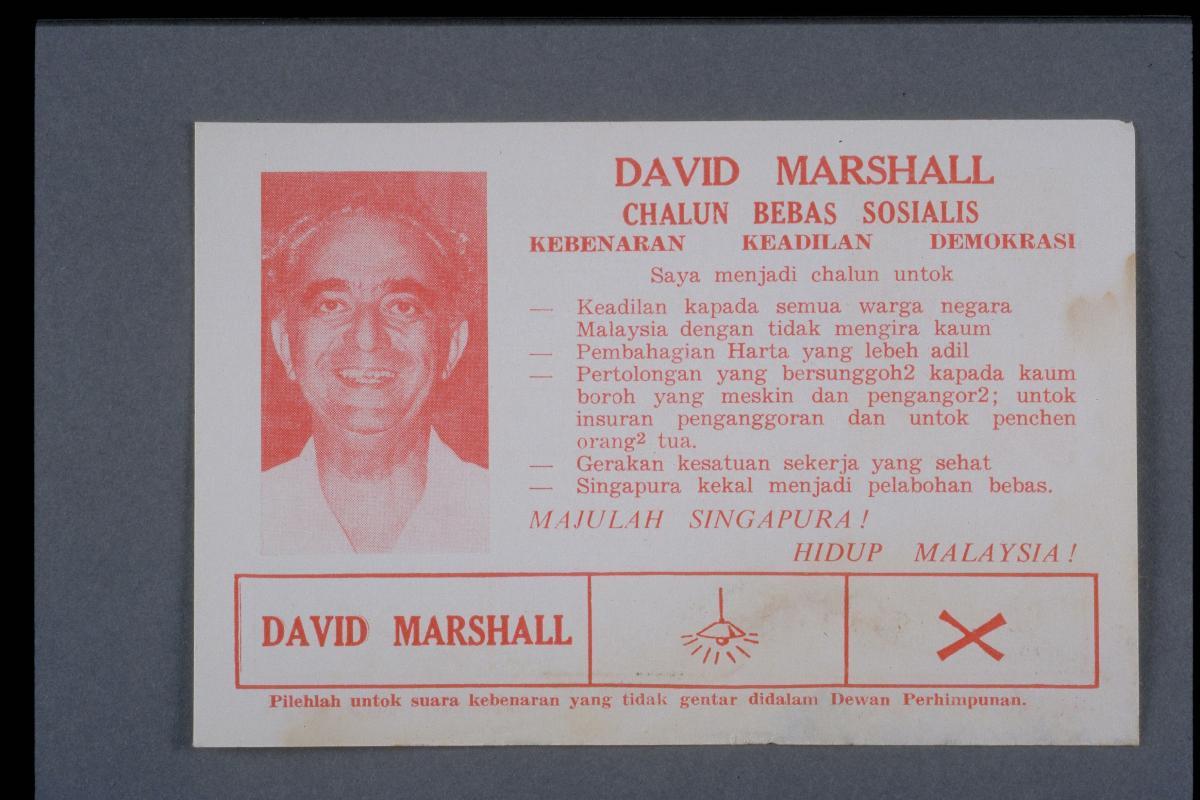 DAVID MARSHALL
CHALUN BEBAS SOSIALIS
KEBENARAN KEADILAN DEMOKRASI
Saya menjadi chalun untok
— Keadilan kapada semua warga negara
Malaysia dengan tidak mengira kaum
— Pembahagian Harta yang lebeh adil
— Pertolongan yang bersunggoh2 kapada kaum
boroh yang meskin dan pengangor2; untok
insuran penganggoran dan untok penchen
orang2 tua.
— Gerakan kesatuan sekerja yang sehat
— Singapura kekal menjadi pelabohan bebas.
MAJULAH SINGAPURA!
HIDUP MALAYSIA!
DAVID MARSHALL
Pilehlah untok suara kebenaran yang tidak gentar didalam Dewan Perhimpunan.